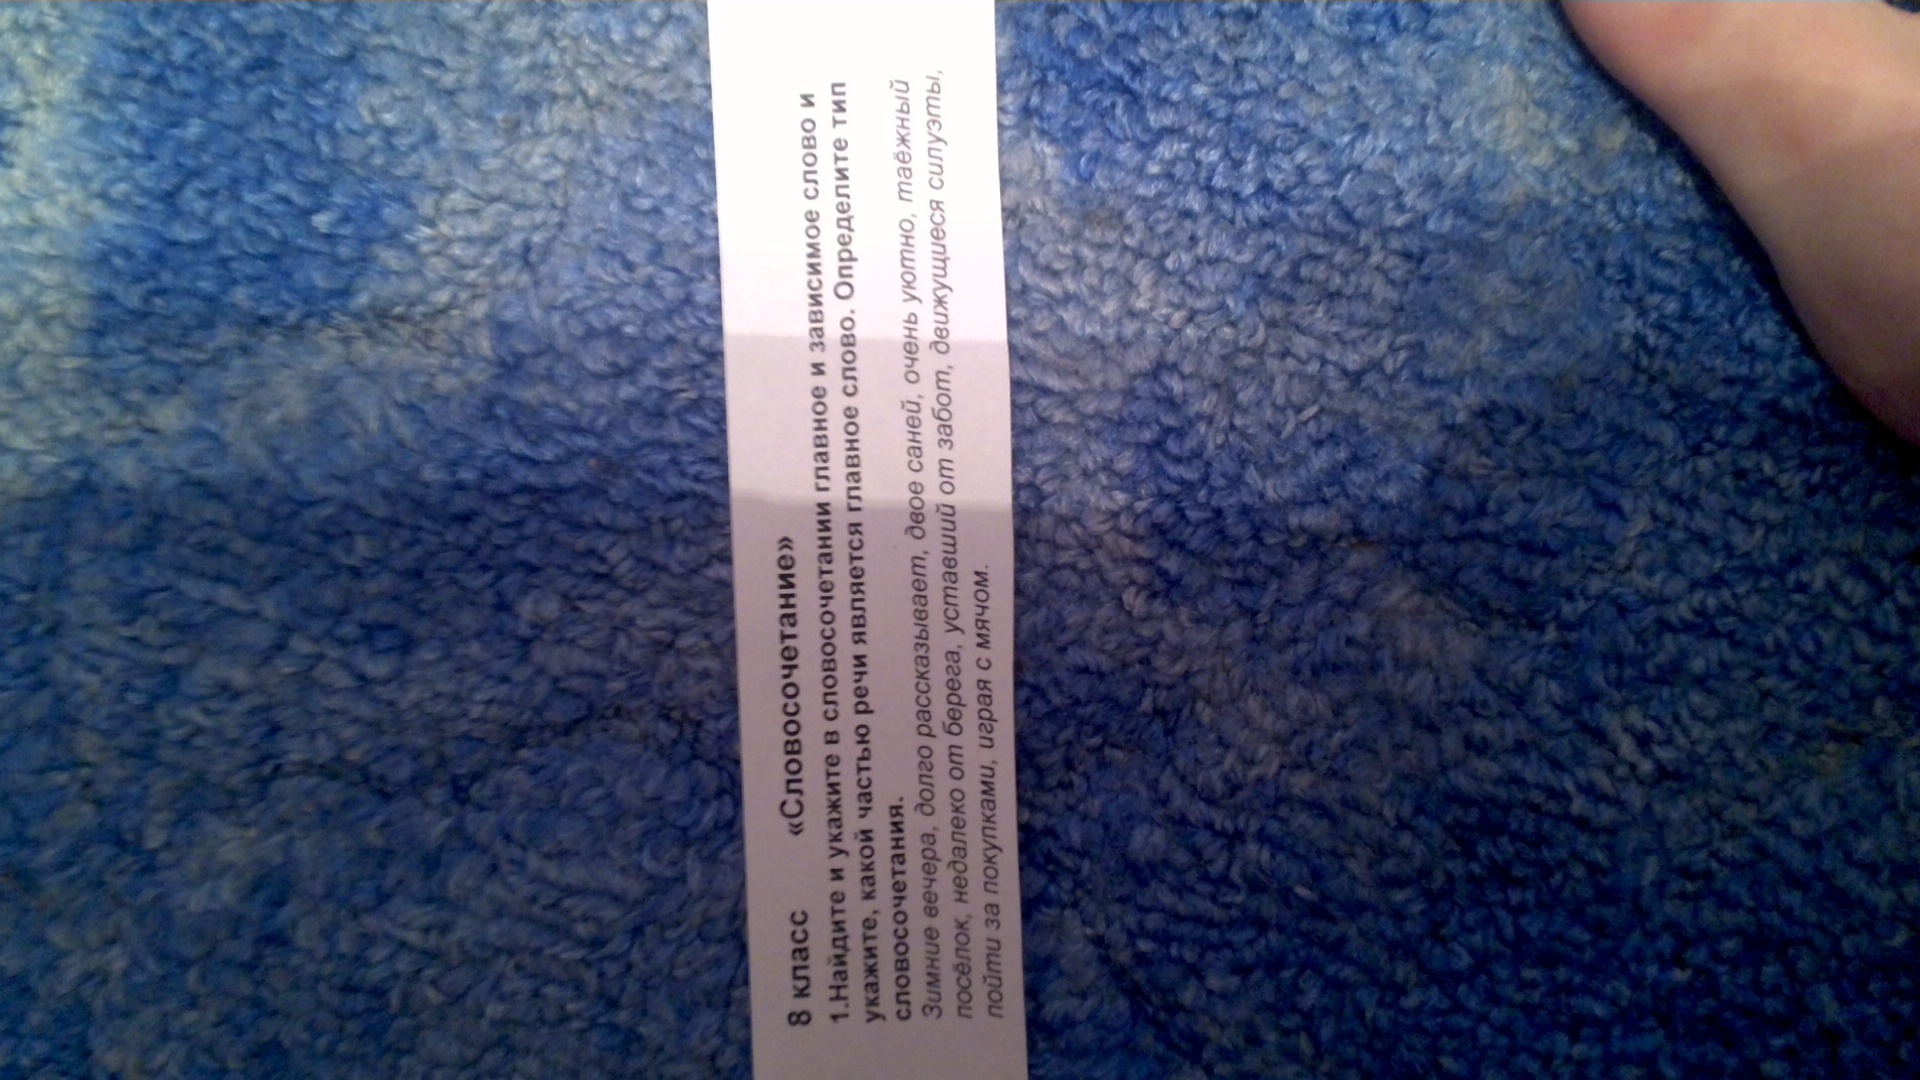 8 класс «Словосочетание»
1.Найдите и укажите в словосочетании главное и зависимое слово и
укажите, какой частью речи является главное слово. Определите тип
словосочетания.
Зимние вечера, долго рассказывает, двое саней, очень уютно, таёжный
посёлок, недалеко от берега, уставший от забот, движущиеся силуэты,
пойти за покупками, играя с мячом.